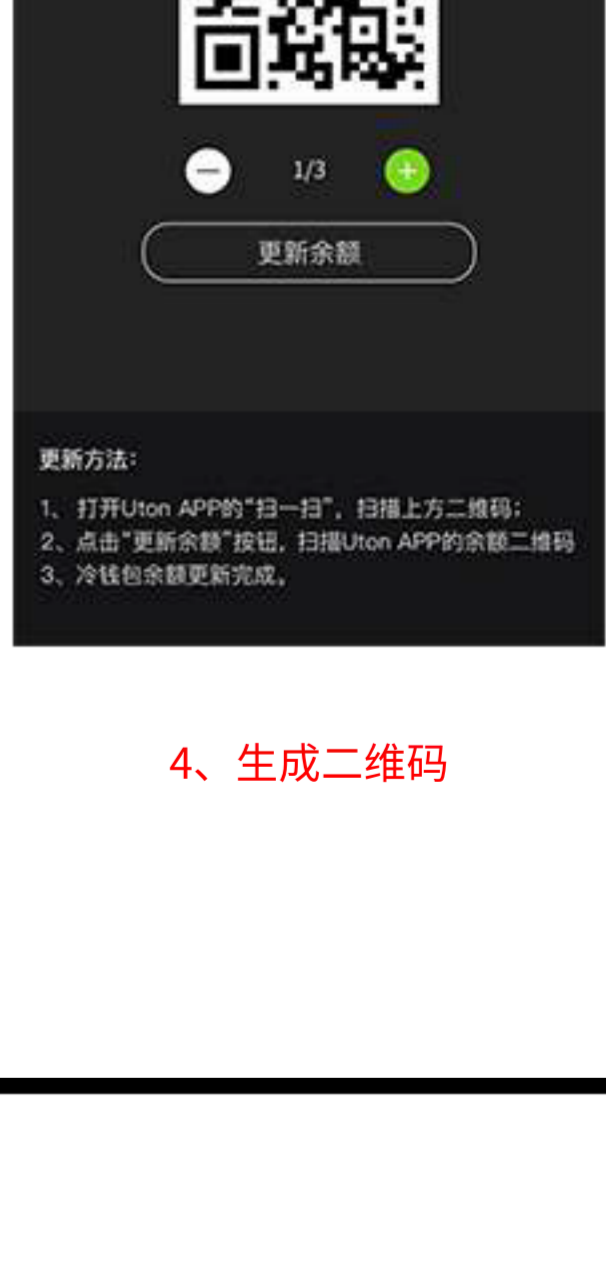 1/3
更新余额
更新方法：
1、打开Uton APP的“扫一扫”，扫描上方二维码；
2、点击“更新余额”按钮，扫描Uton APP的余额二维码
3、冷钱包余额更新完成。
4、生成二维码